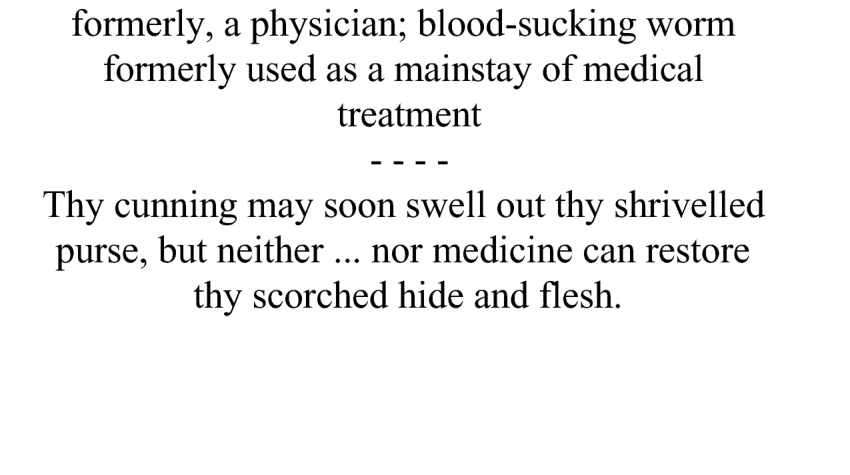 formerly, a physician; blood-sucking worm
formerly used as a mainstay of medical
treatment
- - - -
Thy cunning may soon swell out thy shrivelled
purse, but neither ... nor medicine can restore
thy scorched hide and flesh.